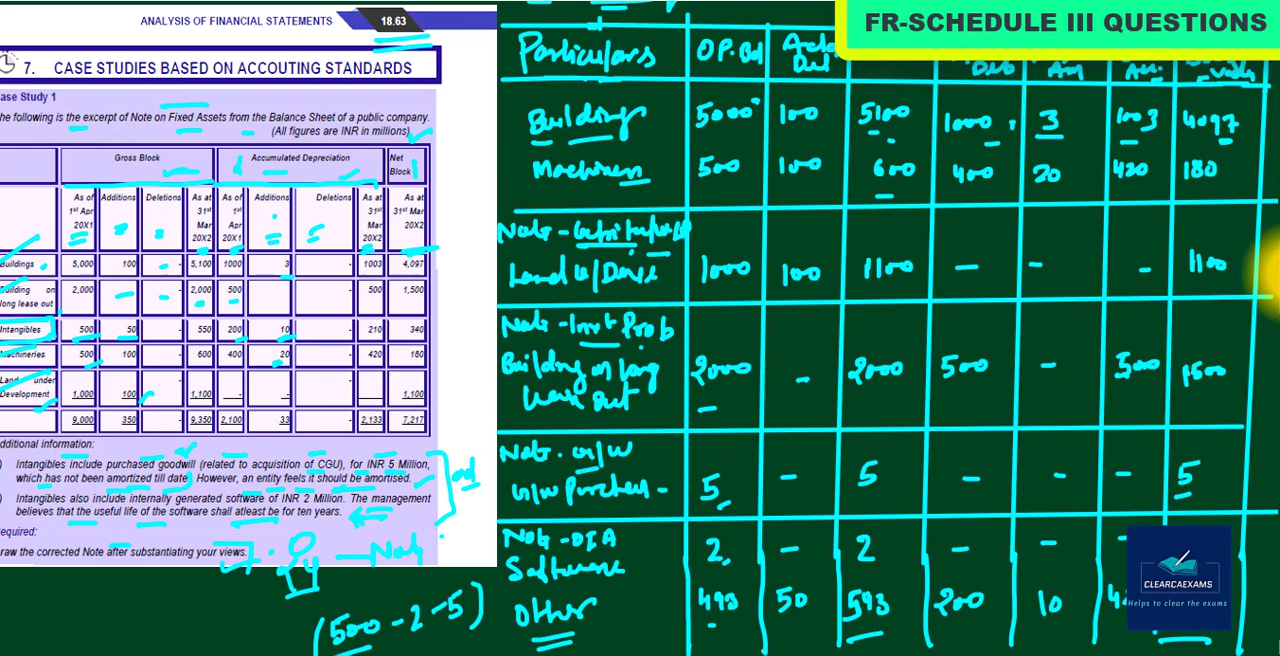 ANALYSIS OF FINANCIAL STATEMENTS 18.63
7. CASE STUDIES BASED ON ACCOUTING STANDARDS
ase Study 1
he following is the excerpt of Note on Fixed Assets from the Balance Sheet of a public company.
(All figures are INR in millions)
Gross Block Accumulated Depreciation Net Block
As of 1st Apr 20X1 Additions Deletions As at 31st Mar 20X2 As of 1st Apr 20X1 Additions Deletions As at 31st Mar 20X2 As at 31st Mar 20X2
Buildings 5,000 100 - 5,100 1000 3 - 1003 4,097
Building on long lease out 2,000 - 2,000 500 - 500 1,500
Intangibles 500 50 - 550 200 10 - 210 340
Machineries 500 100 - 600 400 20 - 420 180
Land under Development 1,000 100 - 1,100 - - - 1,100
9,000 350 9,350 2,100 33 2,133 7,217
dditional information:
) Intangibles include purchased goodwill (related to acquisition of CGU), for INR 5 Million,
which has not been amortized till date. However, an entity feels it should be amortised.
) Intangibles also include internally generated software of INR 2 Million. The management
believes that the useful life of the software shall atleast be for ten years.
equired:
raw the corrected Note after substantiating your views.
Note
(500 - 2 - 5)
FR-SCHEDULE III QUESTIONS
Particulars OP. Bal
Building 5000 100 5100 1000 3 1003 4097
500 100 600 400 20 420 180
Land u/Deve 1000 100 1100 - - - 1100
Note - Invt Prob
Building on long 2000 - 2000 500 - 500 1500
Out
Note - G/W
G/W Purchase - 5 - 5 - - 5
Note - OIA
Software 2 - 2 - - -
Other 493 50 593 200 10
CLEARCAEXAMS
Helps to clear the exams